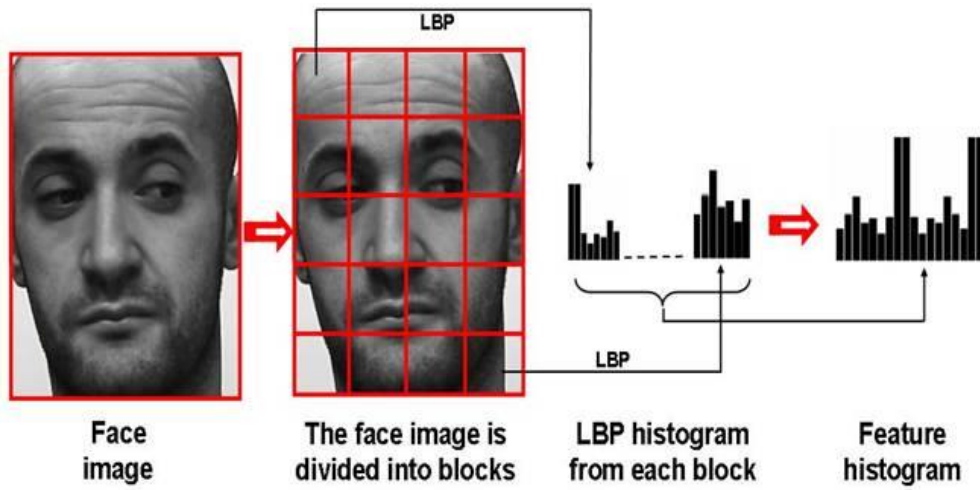 LBP
LBP
Face
image
The face image is
divided into blocks
LBP histogram
from each block
Feature
histogram